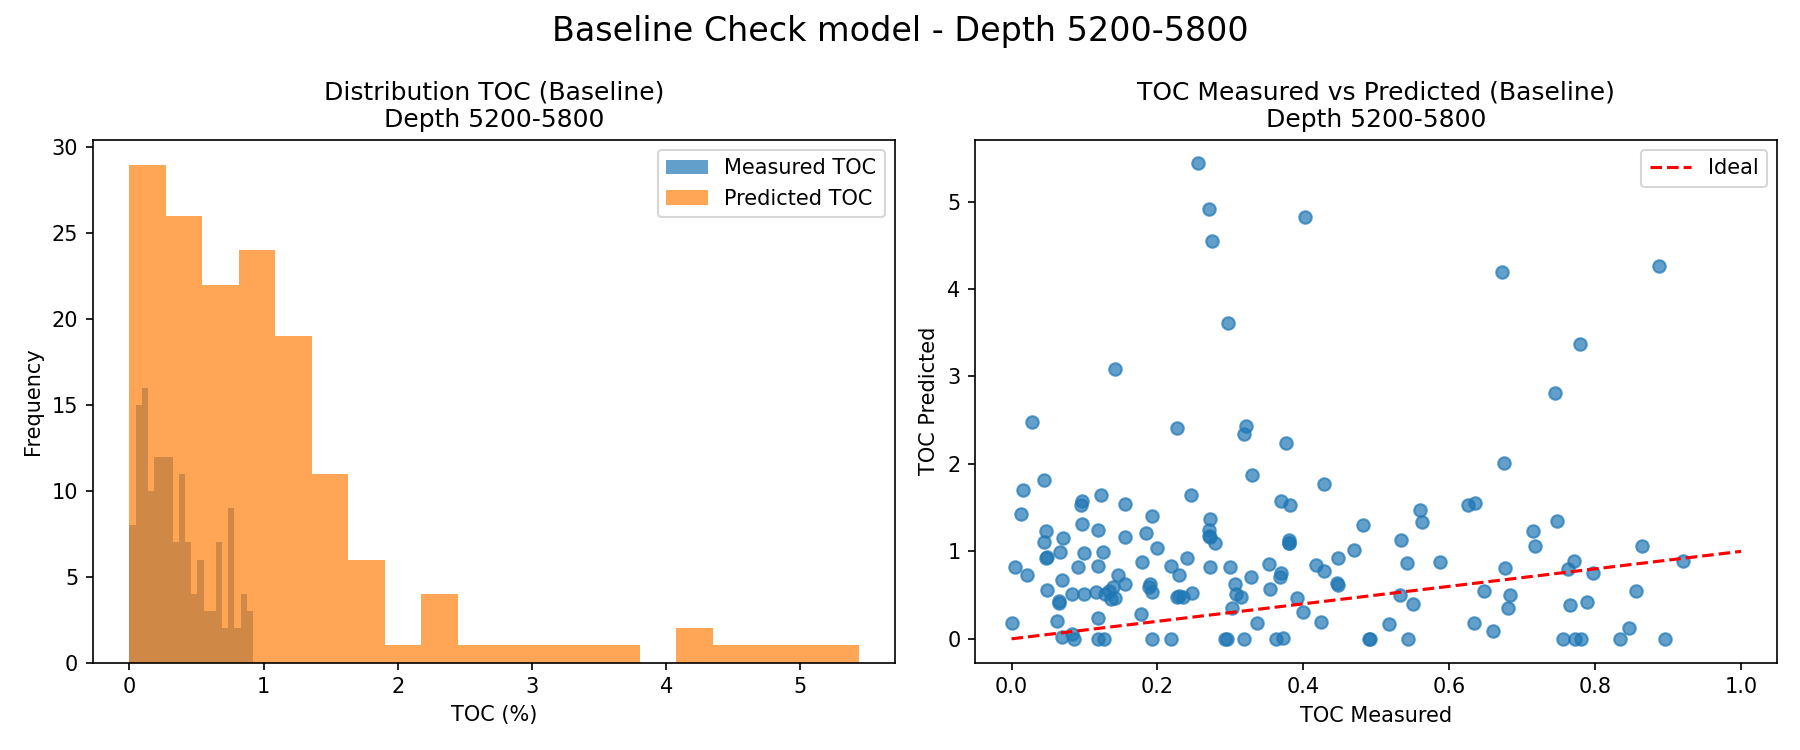 Baseline Check model - Depth 5200-5800
Distribution TOC (Baseline)
Depth 5200-5800
30
25
20
15
10
5
0
Frequency
0 1 2 3 4 5
TOC (%)
Measured TOC
Predicted TOC
TOC Measured vs Predicted (Baseline)
Depth 5200-5800
5
4
3
2
1
0
TOC Predicted
0.0 0.2 0.4 0.6 0.8 1.0
TOC Measured
Ideal